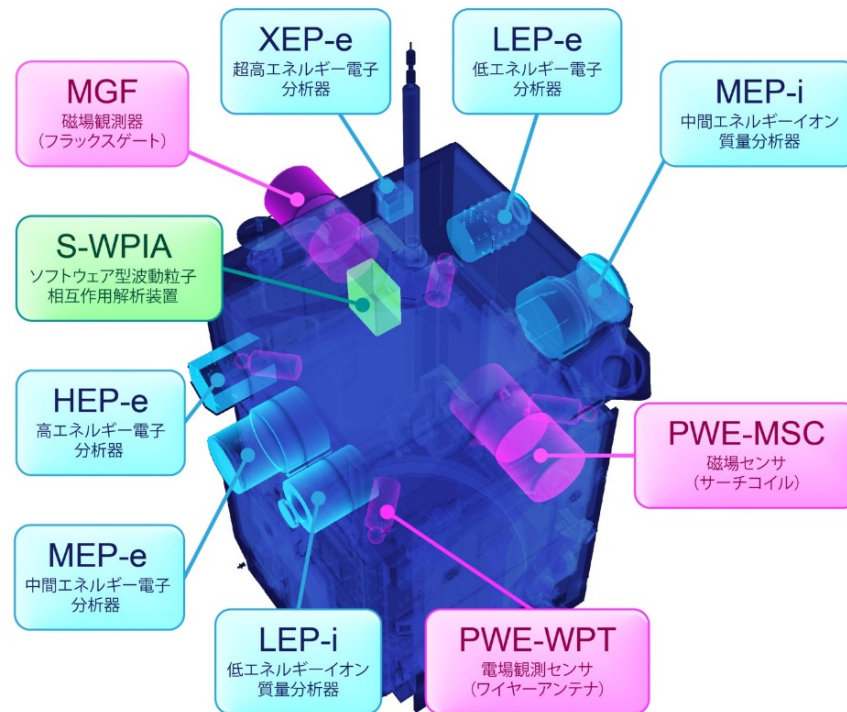 XEP-e
超高エネルギー電子
分析器
LEP-e
低エネルギー電子
分析器
MGF
磁場観測器
(フラックスゲート)
MEP-i
中間エネルギーイオン
質量分析器
S-WPIA
ソフトウェア型波動粒子
相互作用解析装置
HEP-e
高エネルギー電子
分析器
PWE-MSC
磁場センサ
(サーチコイル)
MEP-e
中間エネルギー電子
分析器
LEP-i
低エネルギーイオン
質量分析器
PWE-WPT
電場観測センサ
(ワイヤーアンテナ)